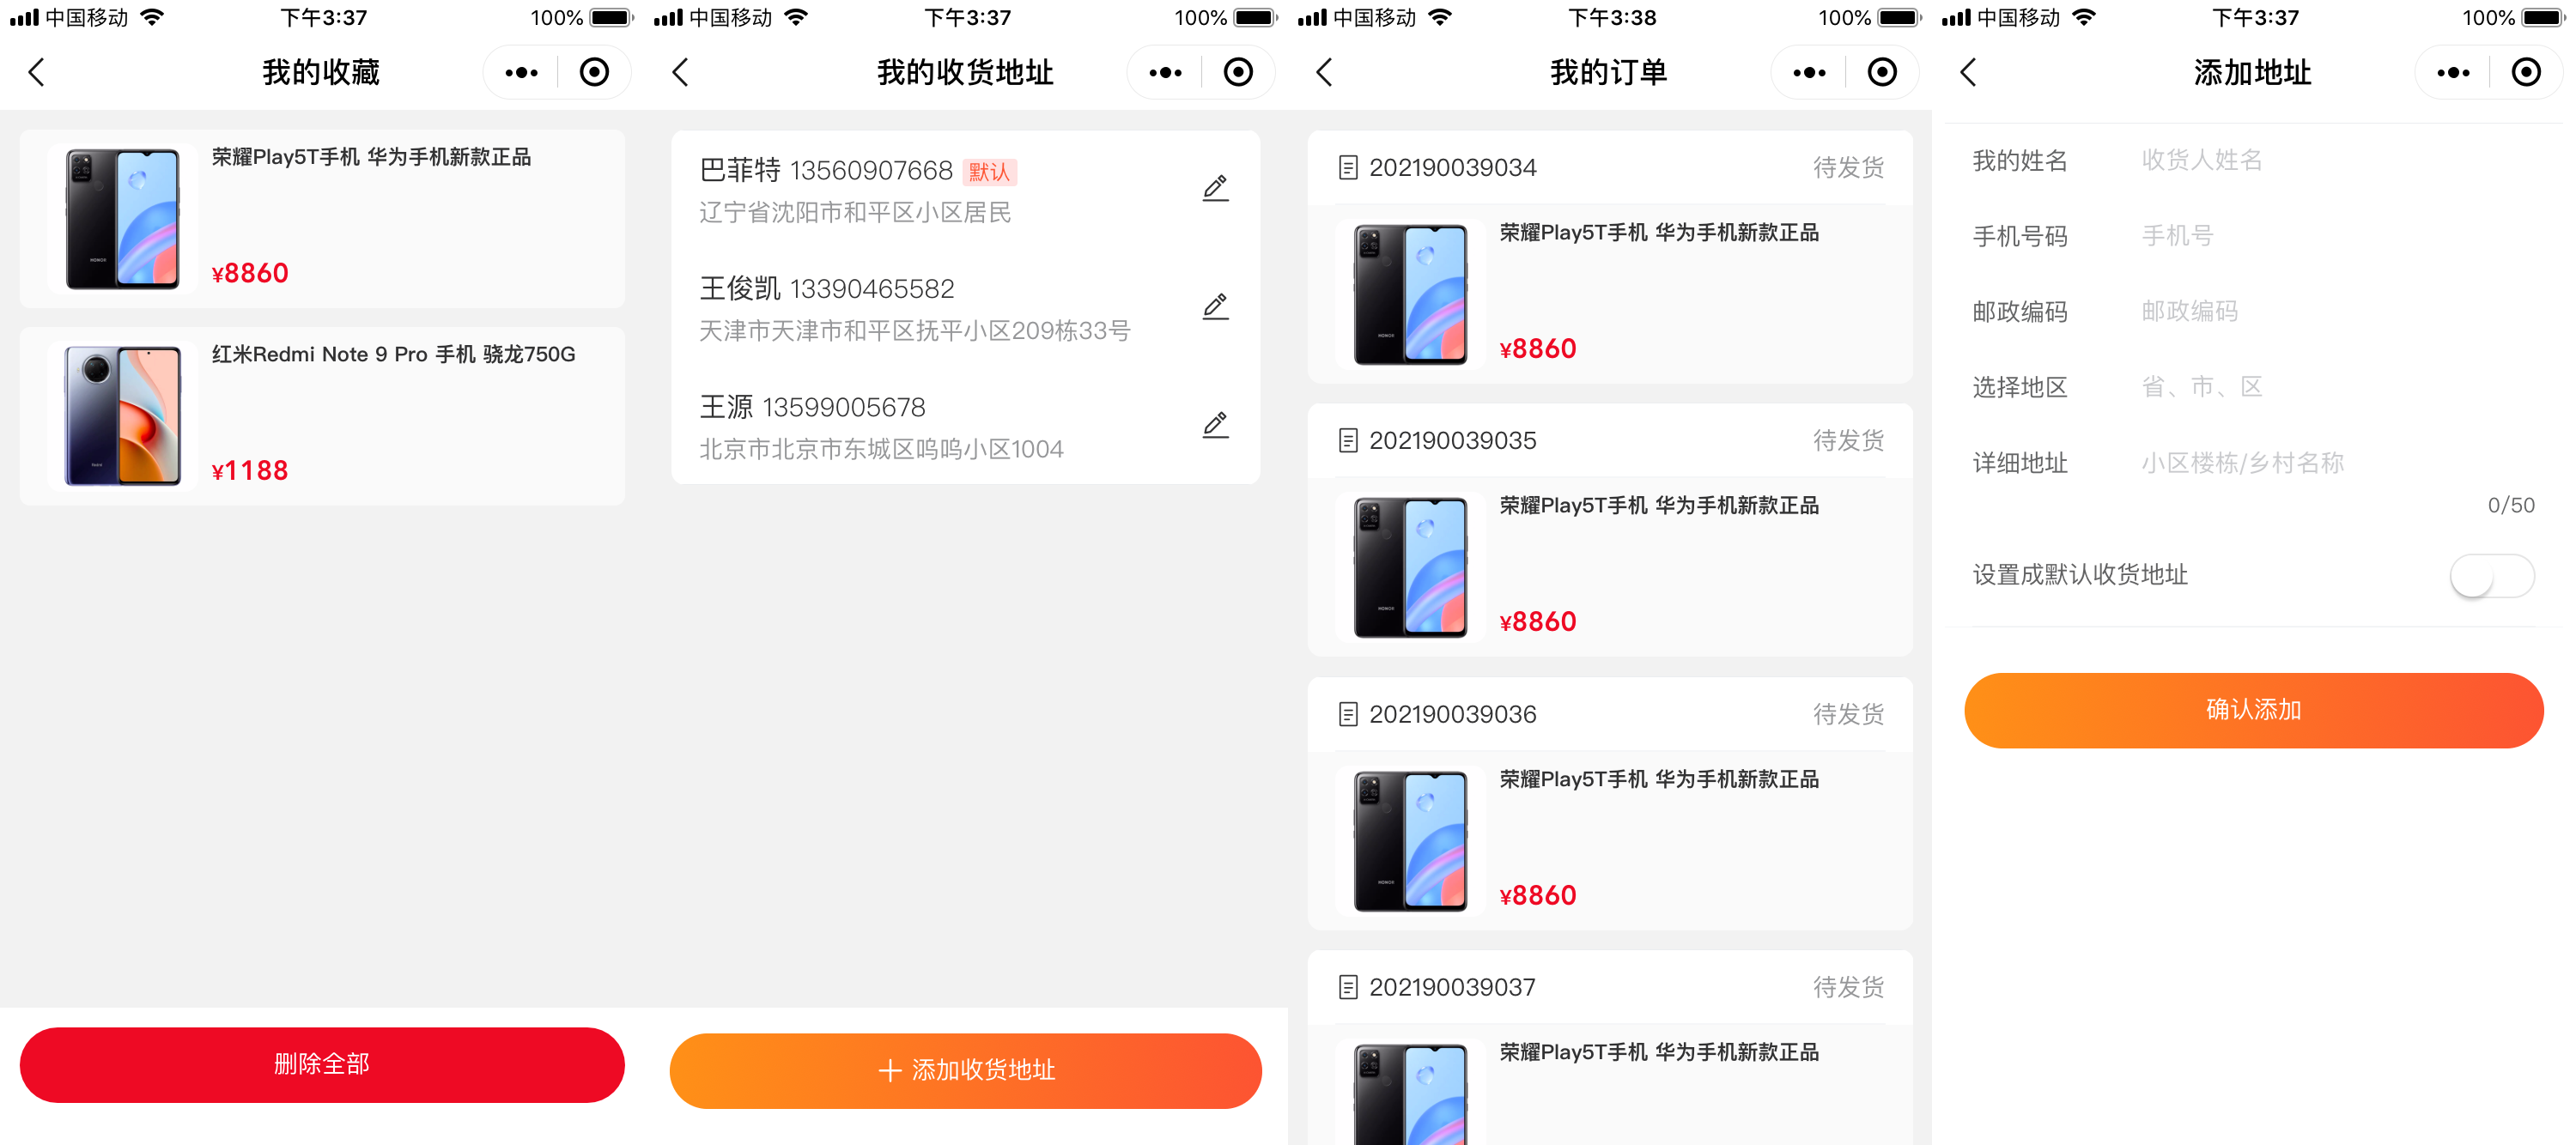 中国移动 下午3:37 100%
我的收藏
荣耀Play5T手机 华为手机新款正品
¥8860
红米Redmi Note 9 Pro 手机 骁龙750G
¥1188
删除全部
中国移动 下午3:37 100%
我的收货地址
巴菲特 13560907668 默认
辽宁省沈阳市和平区小区居民
王俊凯 13390465582
天津市天津市和平区抚平小区209栋33号
王源 13599005678
北京市北京市东城区呜呜小区1004
添加收货地址
中国移动 下午3:38 100%
我的订单
202190039034 待发货
荣耀Play5T手机 华为手机新款正品
¥8860
202190039035 待发货
荣耀Play5T手机 华为手机新款正品
¥8860
202190039036 待发货
荣耀Play5T手机 华为手机新款正品
¥8860
202190039037 待发货
荣耀Play5T手机 华为手机新款正品
中国移动 下午3:37 100%
添加地址
我的姓名 收货人姓名
手机号码 手机号
邮政编码 邮政编码
选择地区 省、市、区
详细地址 小区楼栋/乡村名称
0/50
设置成默认收货地址
确认添加